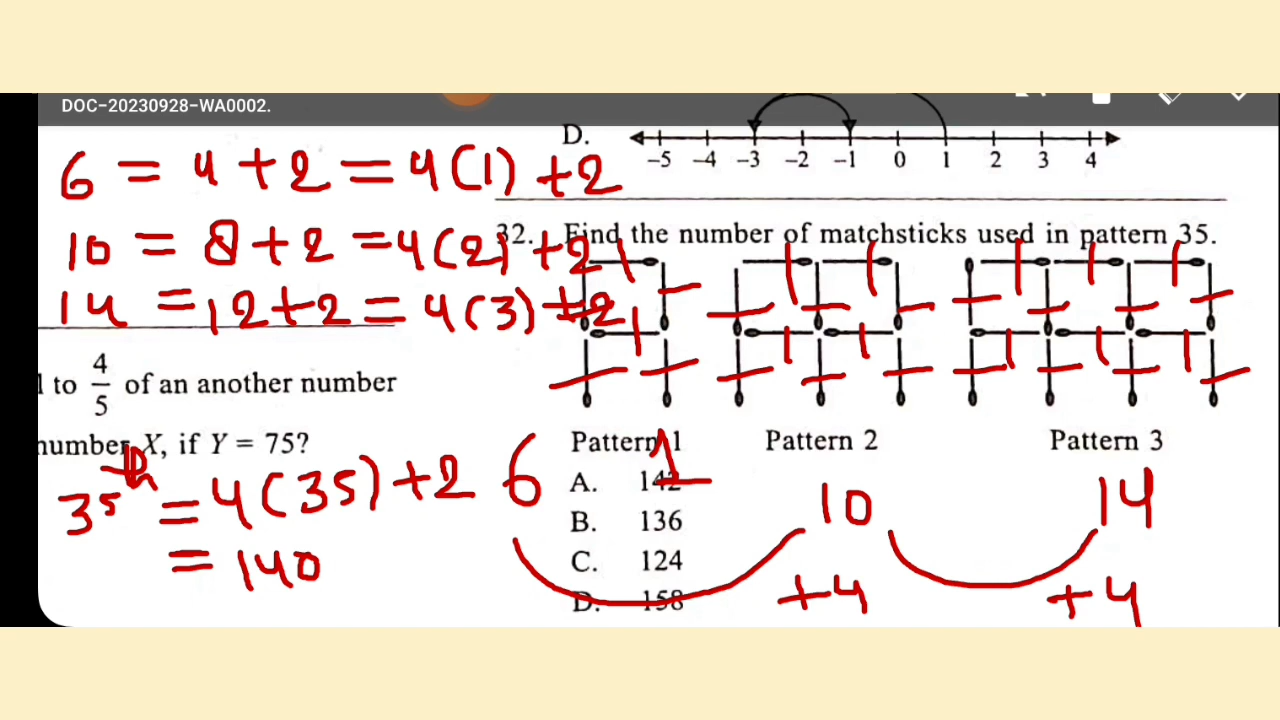 DOC-20230928-WA0002.
D.
-5 -4 -3 -2 -1 0 1 2 3 4
6 = 4 + 2 = 4(1) + 2
10 = 8 + 2 = 4(2) + 2
14 = 12 + 2 = 4(3) + 2
32. Find the number of matchsticks used in pattern 35.
l to 4/5 of an another number
number X, if Y = 75?
35th = 4(35) + 2
= 140
Pattern 1 Pattern 2 Pattern 3
6 10 14
+4 +4
A. 142
B. 136
C. 124
D. 158